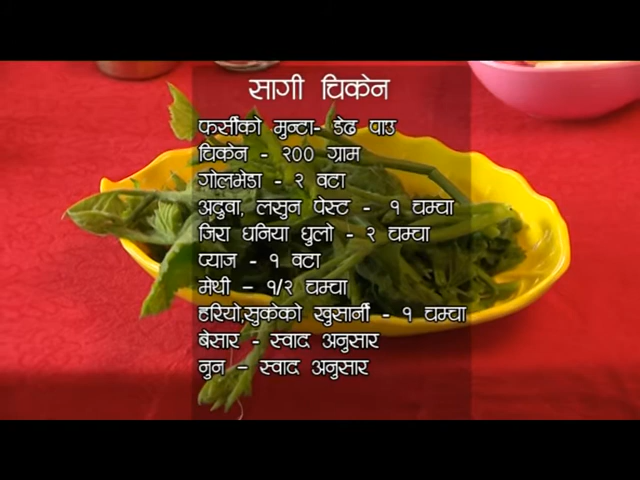 सागी चिकेन
फर्सीको मुन्टा- डेढ पाउ
चिकेन - २०० ग्राम
गोलभेडा - २ वटा
अदुवा, लसुन पेस्ट - १ चम्चा
जिरा धनिया धुलो - २ चम्चा
प्याज - १ वटा
मेथी - १/२ चम्चा
हरियो,सुकेको खुसार्नी - १ चम्चा
बेसार - स्वाद अनुसार
नुन - स्वाद अनुसार